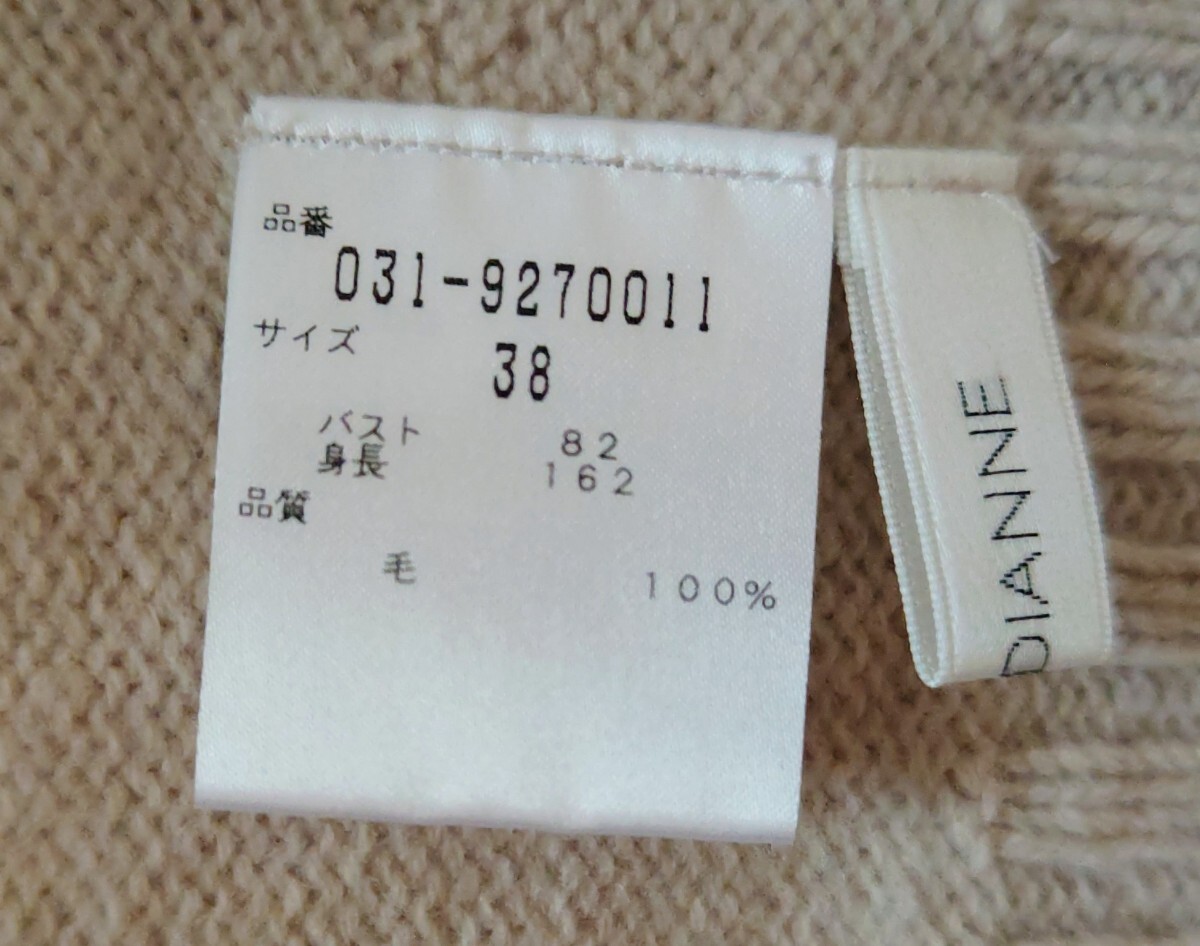 品番
031-9270011
サイズ 38
バスト 82
身長 162
品質
毛 100%
DIANNE